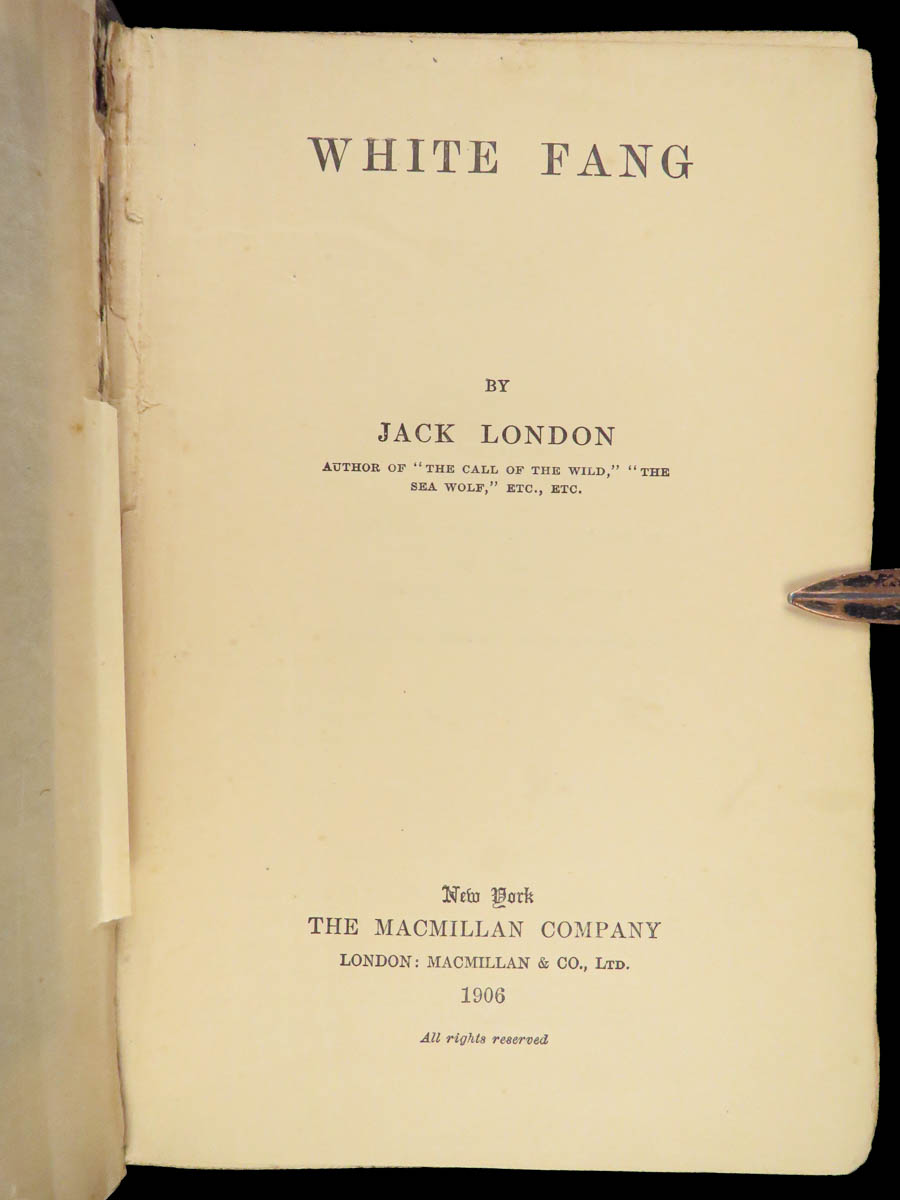 WHITE FANG
BY
JACK LONDON
AUTHOR OF "THE CALL OF THE WILD," "THE
SEA WOLF," ETC., ETC.
New York
THE MACMILLAN COMPANY
LONDON: MACMILLAN & CO., LTD.
1906
All rights reserved